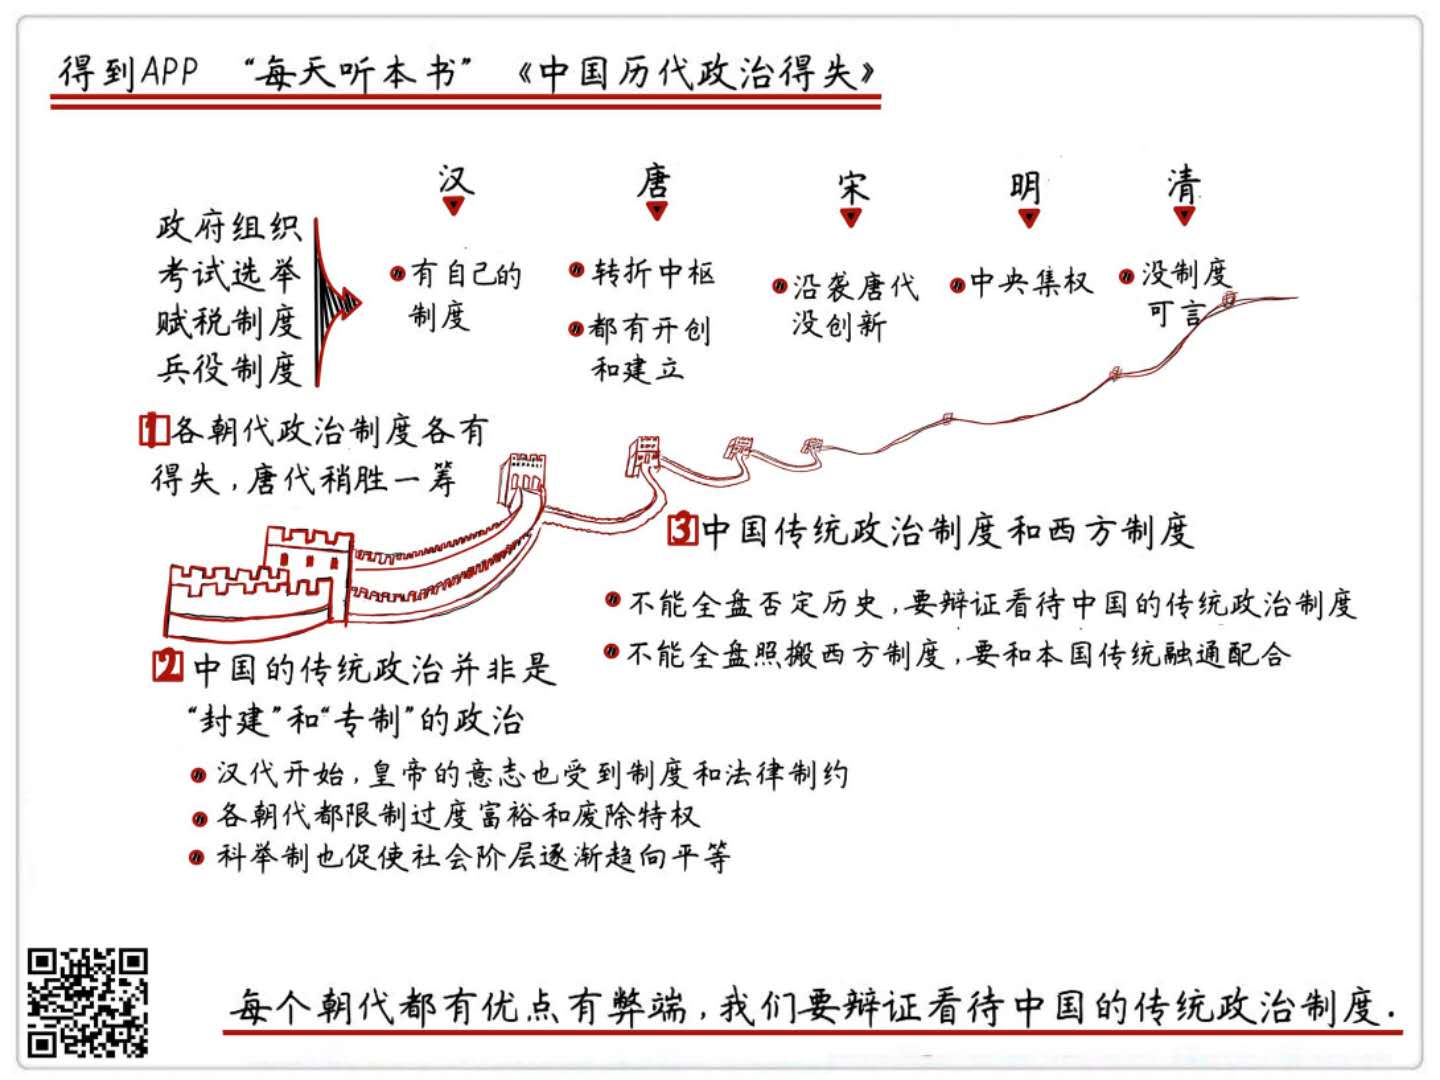 得到APP “每天听本书” 《中国历代政治得失》
汉 唐 宋 明 清
政府组织
考试选举
赋税制度
兵役制度
有自己的
制度
转折中枢
都有开创
和建立
沿袭唐代
没创新
中央集权
没制度
可言
1 各朝代政治制度各有
得失,唐代稍胜一筹
2 中国的传统政治并非是
“封建”和“专制”的政治
汉代开始,皇帝的意志也受到制度和法律制约
各朝代都限制过度富裕和废除特权
科举制也促使社会阶层逐渐趋向平等
3 中国传统政治制度和西方制度
不能全盘否定历史,要辩证看待中国的传统政治制度
不能全盘照搬西方制度,要和本国传统融通配合
每个朝代都有优点有弊端,我们要辩证看待中国的传统政治制度.